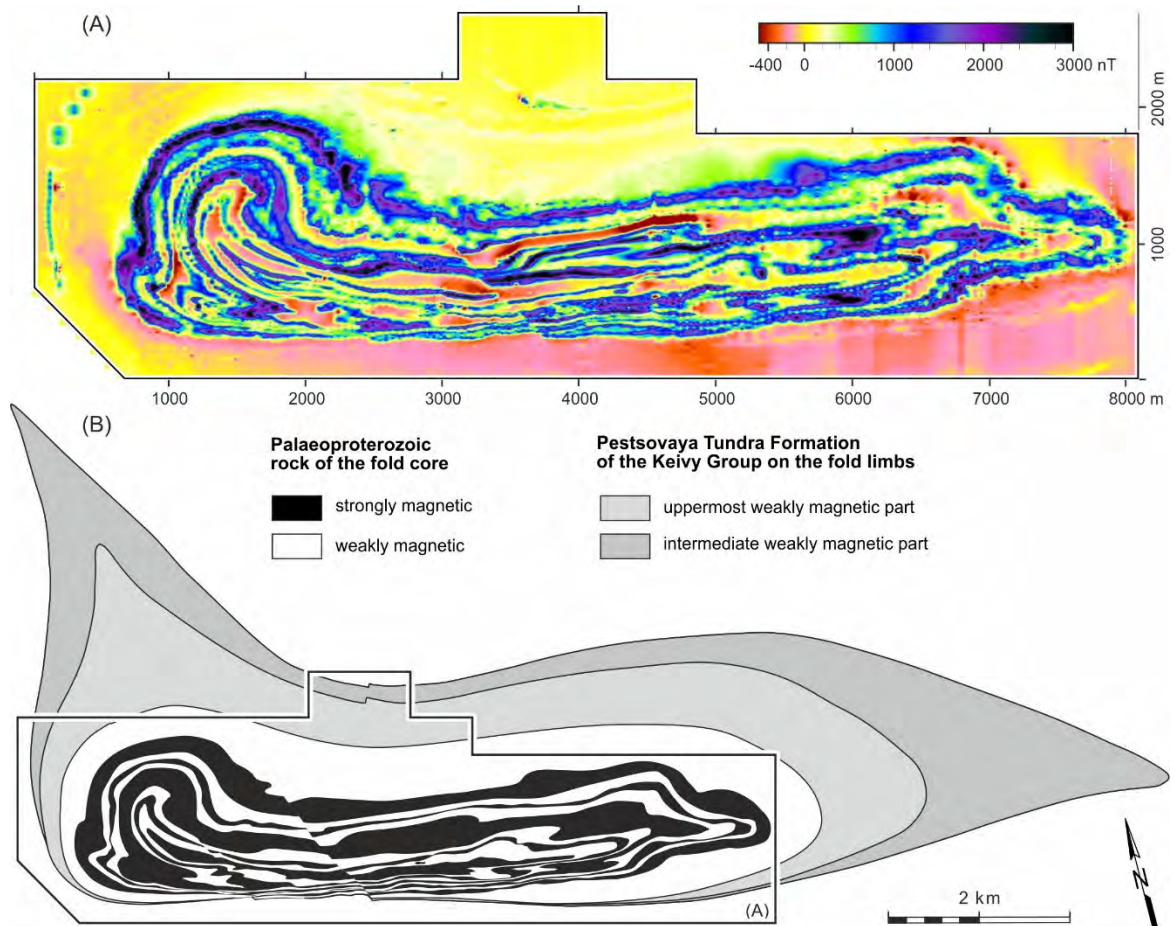 (A)
-400 0 1000 2000 3000 nT
2000 m
1000
1000 2000 3000 4000 5000 6000 7000 8000 m
(B)
Palaeoproterozoic
rock of the fold core
strongly magnetic
weakly magnetic
Pestsovaya Tundra Formation
of the Keivy Group on the fold limbs
uppermost weakly magnetic part
intermediate weakly magnetic part
(A)
2 km
N